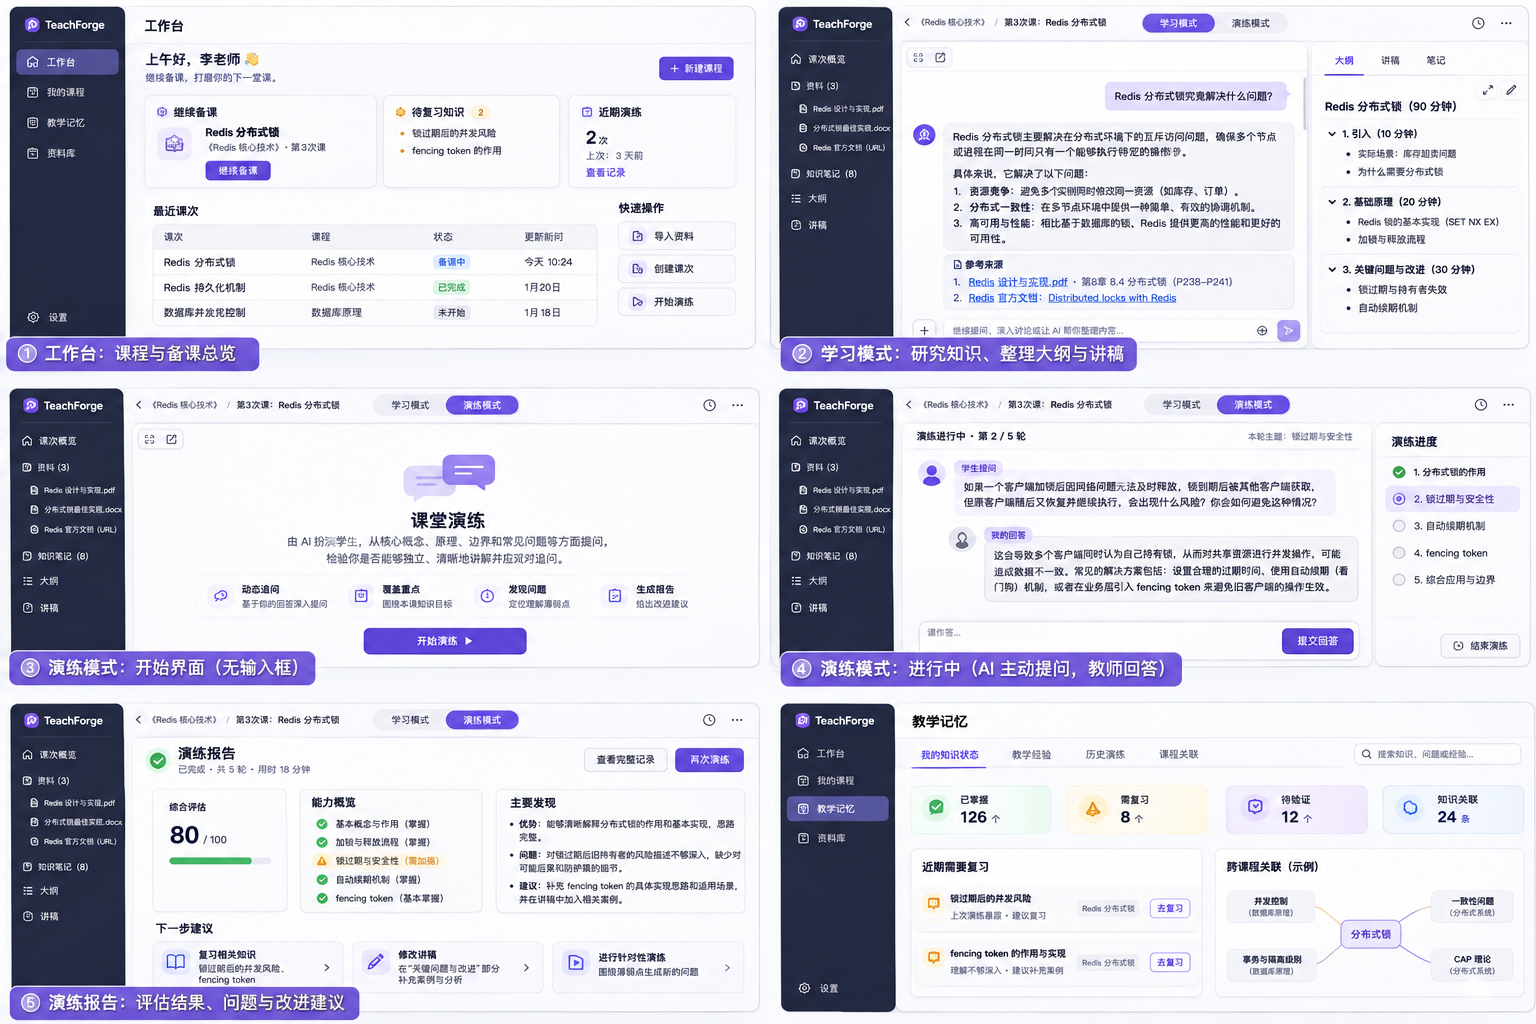 TeachForge
工作台
我的课程
教学记忆
资料库
设置
工作台
上午好，李老师 👋
继续备课，打磨你的下一堂课。
＋ 新建课程
继续备课
Redis 分布式锁
《Redis 核心技术》 · 第3次课
继续备课
待复习知识 2
锁过期后的并发风险
fencing token 的作用
近期演练
2 次
上次：3 天前
查看记录
最近课次
课次 课程 状态
Redis 分布式锁 Redis 核心技术 备课中 今天 10:24
Redis 持久化机制 Redis 核心技术 已完成 1月20日
数据库并发控制 数据库原理 未开始 1月18日
快速操作
导入资料
创建课次
开始演练
① 工作台：课程与备课总览
TeachForge
课次概览
资料 (3)
Redis 设计与实现.pdf
分布式锁最佳实践.docx
Redis 官方文档 (URL)
知识笔记 (8)
大纲
讲稿
《Redis 核心技术》 / 第3次课：Redis 分布式锁
学习模式 演练模式
Redis 分布式锁究竟解决什么问题？
Redis 分布式锁主要解决在分布式环境下的互斥访问问题，确保多个节点
或进程在同一时间只有一个能够执行特定的操作。
具体来说，它解决了以下问题：
1. 资源竞争：避免多个实例同时修改同一资源（如库存、订单）。
2. 分布式一致性：在多节点环境中提供一种简单、有效的协调机制。
3. 高可用与性能：相比基于数据库的锁，Redis 提供更高的性能和更好的
可用性。
参考来源
1. Redis 设计与实现.pdf · 第8章 8.4 分布式锁（P238–P241）
2. Redis 官方文档：Distributed locks with Redis
继续提问、深入讨论或让 AI 帮你整理内容...
大纲 讲稿 笔记
Redis 分布式锁（90 分钟）
1. 引入（10 分钟）
实际场景：库存超卖问题
为什么需要分布式锁
2. 基础原理（20 分钟）
Redis 锁的基本实现（SET NX EX）
加锁与释放流程
3. 关键问题与改进（30 分钟）
锁过期与持有者失效
自动续期机制
② 学习模式：研究知识、整理大纲与讲稿
TeachForge
课次概览
资料 (3)
Redis 设计与实现.pdf
分布式锁最佳实践.docx
Redis 官方文档 (URL)
知识笔记 (8)
大纲
讲稿
《Redis 核心技术》 / 第3次课：Redis 分布式锁
学习模式 演练模式
课堂演练
由 AI 扮演学生，从核心概念、原理、边界和常见问题等方面提问，
检验你是否能够独立、清晰地讲解并应对追问。
动态追问
基于你的回答深入提问
覆盖重点
围绕本课知识目标
发现问题
定位理解薄弱点
生成报告
给出改进建议
开始演练 ▶
③ 演练模式：开始界面（无输入框）
TeachForge
课次概览
资料 (3)
Redis 设计与实现.pdf
分布式锁最佳实践.docx
Redis 官方文档 (URL)
知识笔记 (8)
大纲
讲稿
《Redis 核心技术》 / 第3次课：Redis 分布式锁
学习模式 演练模式
演练进行中 · 第 2 / 5 轮
本轮主题：锁过期与安全性
学生提问
如果一个客户端加锁后因网络问题无法及时释放，锁到期后被其他客户端获取，
但原客户端随后又恢复并继续执行，会出现什么风险？你会如何避免这种情况？
我的回答
这会导致多个客户端同时认为自己持有锁，从而对共享资源进行并发操作，可能
造成数据不一致。常见的解决方案包括：设置合理的过期时间、使用自动续期（看
门狗）机制，或者在业务层引入 fencing token 来避免旧客户端的操作生效。
请作答...
提交回答
演练进度
1. 分布式锁的作用
2. 锁过期与安全性
3. 自动续期机制
4. fencing token
5. 综合应用与边界
结束演练
④ 演练模式：进行中（AI 主动提问，教师回答）
TeachForge
课次概览
资料 (3)
Redis 设计与实现.pdf
分布式锁最佳实践.docx
Redis 官方文档 (URL)
知识笔记 (8)
大纲
讲稿
《Redis 核心技术》 / 第3次课：Redis 分布式锁
学习模式 演练模式
演练报告
已完成 · 共 5 轮 · 用时 18 分钟
查看完整记录
再次演练
综合评估
80 / 100
能力概览
基本概念与作用（掌握）
加锁与释放流程（掌握）
锁过期与安全性（需加强）
自动续期机制（掌握）
fencing token（基本掌握）
主要发现
优势：能够清晰解释分布式锁的作用和基本实现，思路
完整。
问题：对锁过期后旧持有者的风险描述不够深入，缺少对
可能后果和防护策略的细节。
建议：补充 fencing token 的具体实现思路和适用场景，
并在讲稿中加入相关案例。
下一步建议
复习相关知识
锁过期后的并发风险、
fencing token
修改讲稿
在“关键问题与改进”部分
补充案例与分析
进行针对性演练
围绕薄弱点生成新的问题
⑤ 演练报告：评估结果、问题与改进建议
TeachForge
工作台
我的课程
教学记忆
资料库
设置
教学记忆
我的知识状态 教学经验 历史演练 课程关联
搜索知识、问题或经验...
已掌握
126 个
需复习
8 个
待验证
12 个
知识关联
24 条
近期需要复习
锁过期后的并发风险
上次演练暴露 · 建议复习
Redis 分布式锁
去复习
fencing token 的作用与实现
理解不够深入 · 建议补充案例
Redis 分布式锁
去复习
跨课程关联（示例）
并发控制
（数据库原理）
一致性问题
（分布式系统）
分布式锁
事务与隔离级别
（数据库原理）
CAP 理论
（分布式系统）